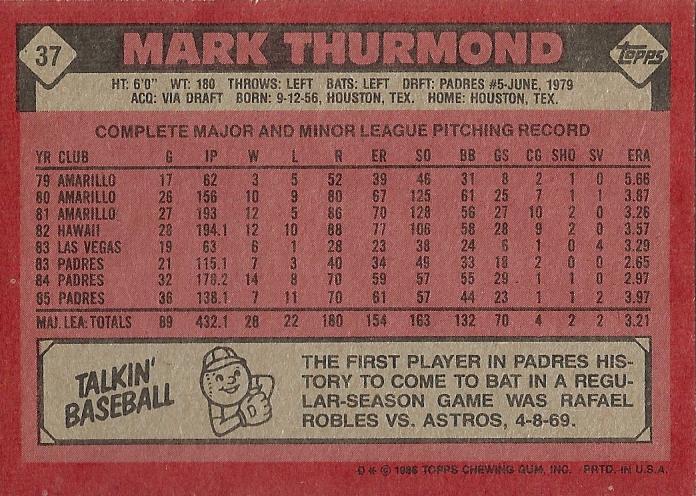 37
MARK THURMOND
topps
HT: 6'0" WT: 180 THROWS: LEFT BATS: LEFT DRFT: PADRES #5-JUNE, 1979
ACQ: VIA DRAFT BORN: 9-12-56, HOUSTON, TEX. HOME: HOUSTON, TEX.
COMPLETE MAJOR AND MINOR LEAGUE PITCHING RECORD
YR CLUB G IP W L R ER SO BB GS CG SHO SV ERA
79 AMARILLO 17 62 3 5 52 39 46 31 8 2 1 0 5.66
80 AMARILLO 26 156 10 9 80 67 125 61 25 7 1 1 3.87
81 AMARILLO 27 193 12 5 86 70 128 56 27 10 2 0 3.26
82 HAWAII 28 194.1 12 10 88 77 106 58 28 9 2 0 3.57
83 LAS VEGAS 19 63 6 1 28 23 38 24 6 1 0 4 3.29
83 PADRES 21 115.1 7 3 40 34 49 33 18 2 0 0 2.65
84 PADRES 32 178.2 14 8 70 59 57 55 29 1 1 0 2.97
85 PADRES 36 138.1 7 11 70 61 57 44 23 1 1 2 3.97
MAJ. LEA. TOTALS 89 432.1 28 22 180 154 163 132 70 4 2 2 3.21
TALKIN'
BASEBALL
THE FIRST PLAYER IN PADRES HIS-
TORY TO COME TO BAT IN A REGU-
LAR-SEASON GAME WAS RAFAEL
ROBLES VS. ASTROS, 4-8-69.
D * © 1986 TOPPS CHEWING GUM, INC. PRTD. IN U.S.A.